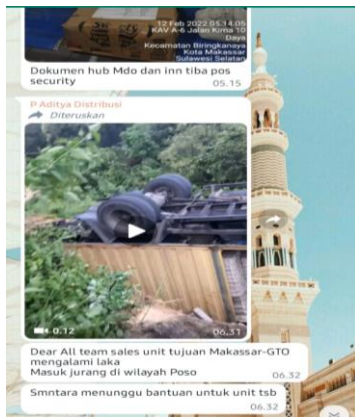 12 Feb 2022 05.14.05
KAV A-6 Jalan Kima 10
Daya
Kecamatan Biringkanaya
Kota Makassar
Sulawesi Selatan
Dokumen hub Mdo dan inn tiba pos
security
05.15
P Aditya Distribusi
Diteruskan
0.12
06.31
Dear All team sales unit tujuan Makassar-GTO
mengalami laka
Masuk jurang di wilayah Poso
06.32
Smntara menunggu bantuan untuk unit tsb
06.32